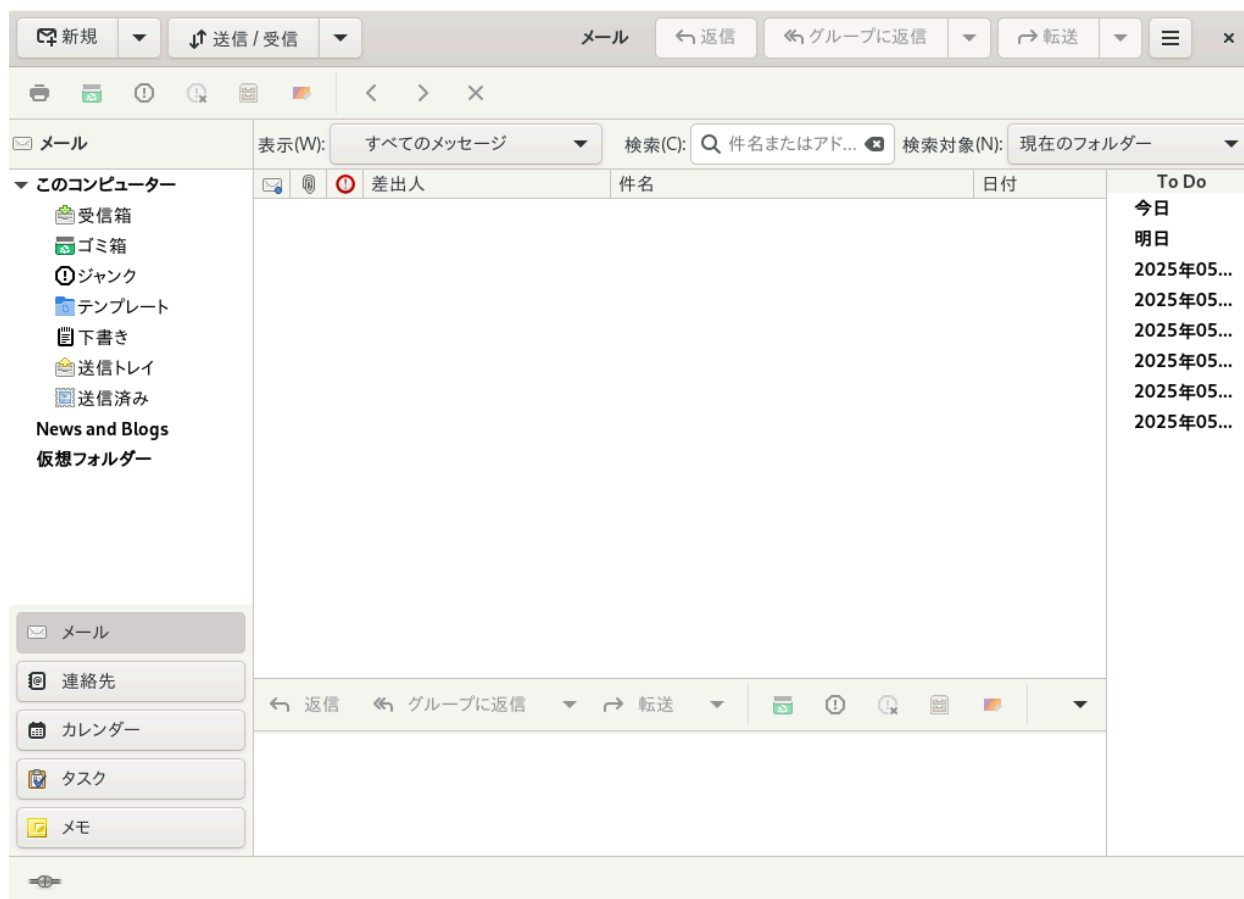 新規 送信 / 受信 メール 返信 グループに返信 転送
メール 表示(W): すべてのメッセージ 検索(C): 件名またはアド... 検索対象(N): 現在のフォルダー
このコンピューター
受信箱
ゴミ箱
ジャンク
テンプレート
下書き
送信トレイ
送信済み
News and Blogs
仮想フォルダー
メール
連絡先
カレンダー
タスク
メモ
差出人 件名 日付
返信 グループに返信 転送
To Do
今日
明日
2025年05...
2025年05...
2025年05...
2025年05...
2025年05...
2025年05...